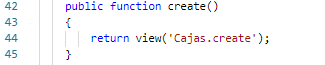 42 public function create()
43 {
44 return view('Cajas.create');
45 }